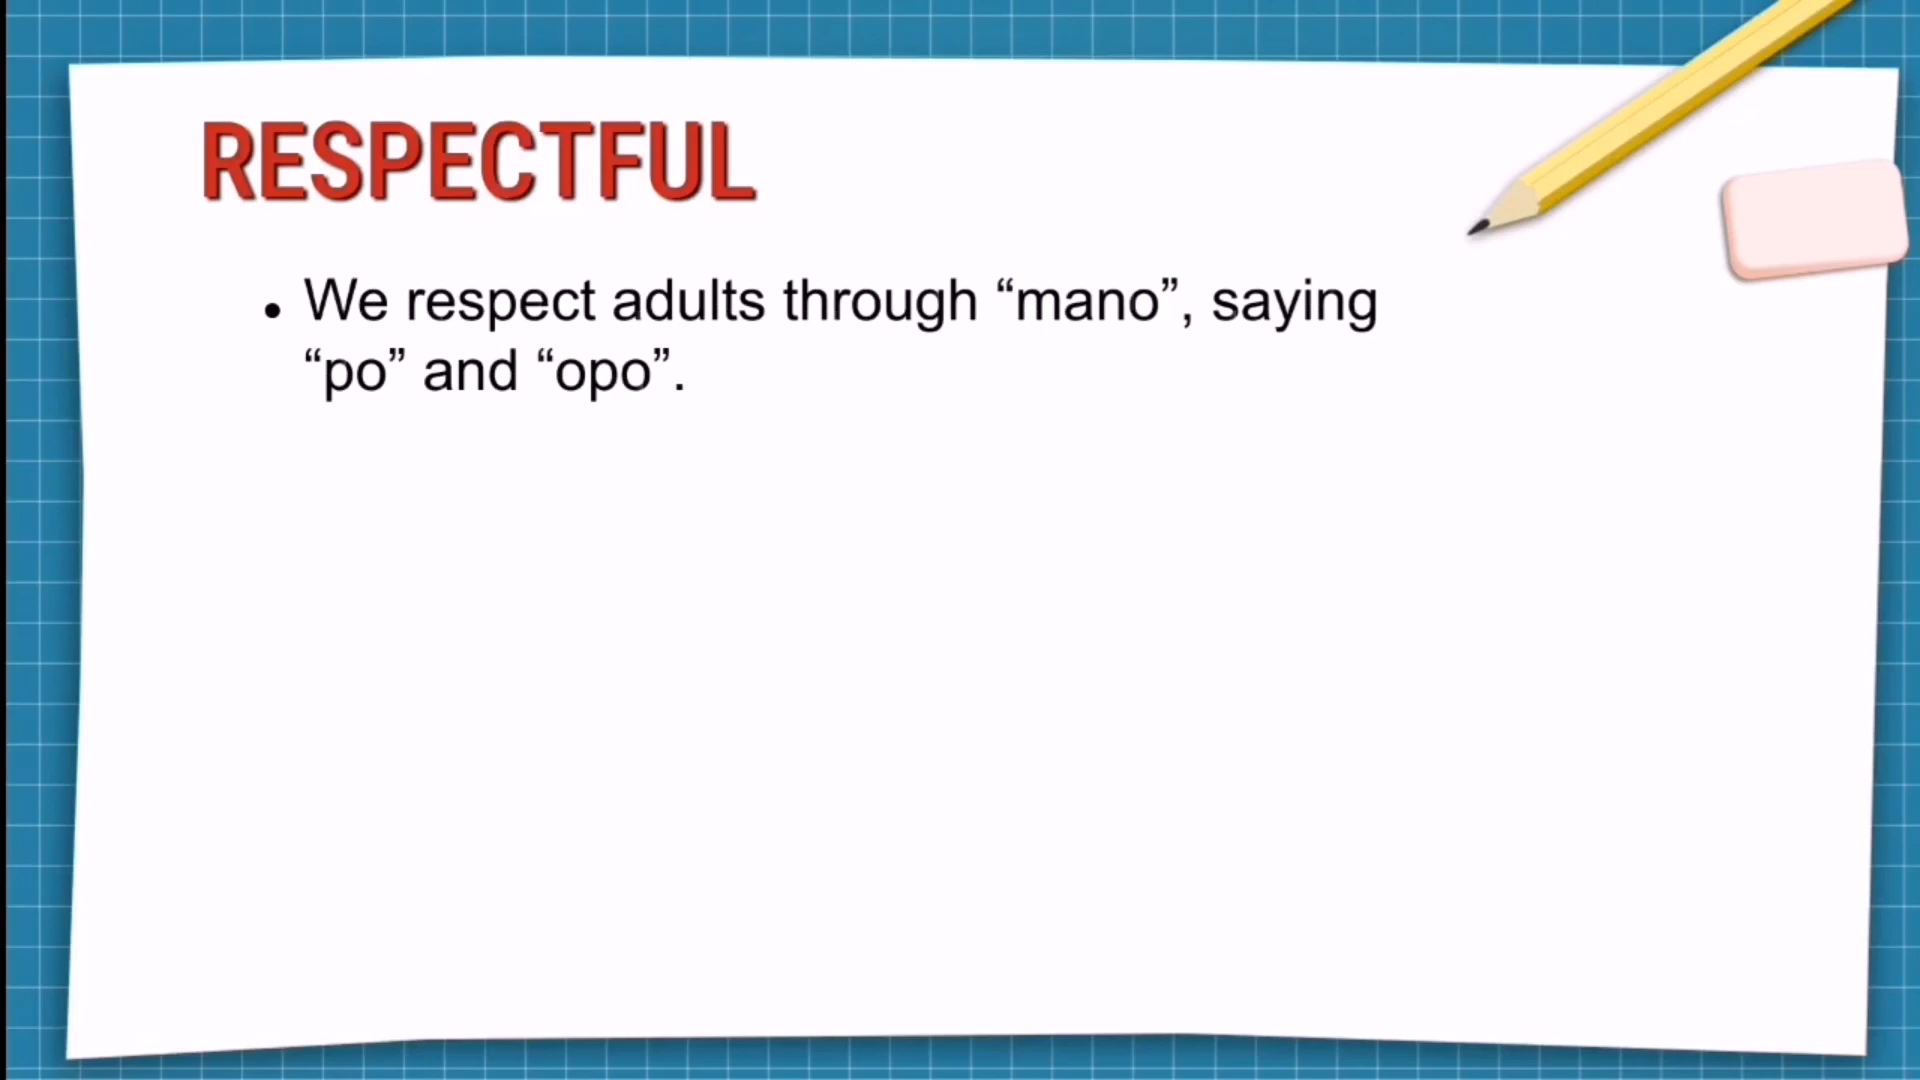 RESPECTFUL
• We respect adults through “mano”, saying
“po” and “opo”.